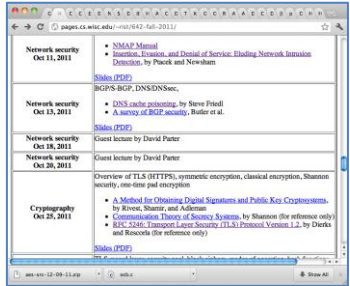 pages.cs.wisc.edu/~rist/642-fall-2011/
Network security
Oct 11, 2011
NMAP Manual
Insertion, Evasion, and Denial of Service: Eluding Network Intrusion
Detection, by Ptacek and Newsham
Slides (PDF)
Network security
Oct 13, 2011
BGP/S-BGP, DNS/DNSsec,
DNS cache poisoning, by Steve Friedl
A survey of BGP security, Butler et al.
Slides (PDF)
Network security
Oct 18, 2011
Guest lecture by David Parter
Network security
Oct 20, 2011
Guest lecture by David Parter
Cryptography
Oct 25, 2011
Overview of TLS (HTTPS), symmetric encryption, classical encryption, Shannon
security, one-time pad encryption
A Method for Obtaining Digital Signatures and Public Key Cryptosystems,
by Rivest, Shamir, and Adleman
Communication Theory of Secrecy Systems, by Shannon (for reference only)
RFC 5246: Transport Layer Security (TLS) Protocol Version 1.2, by Dierks
and Rescorla (for reference only)
Slides (PDF)
Show All